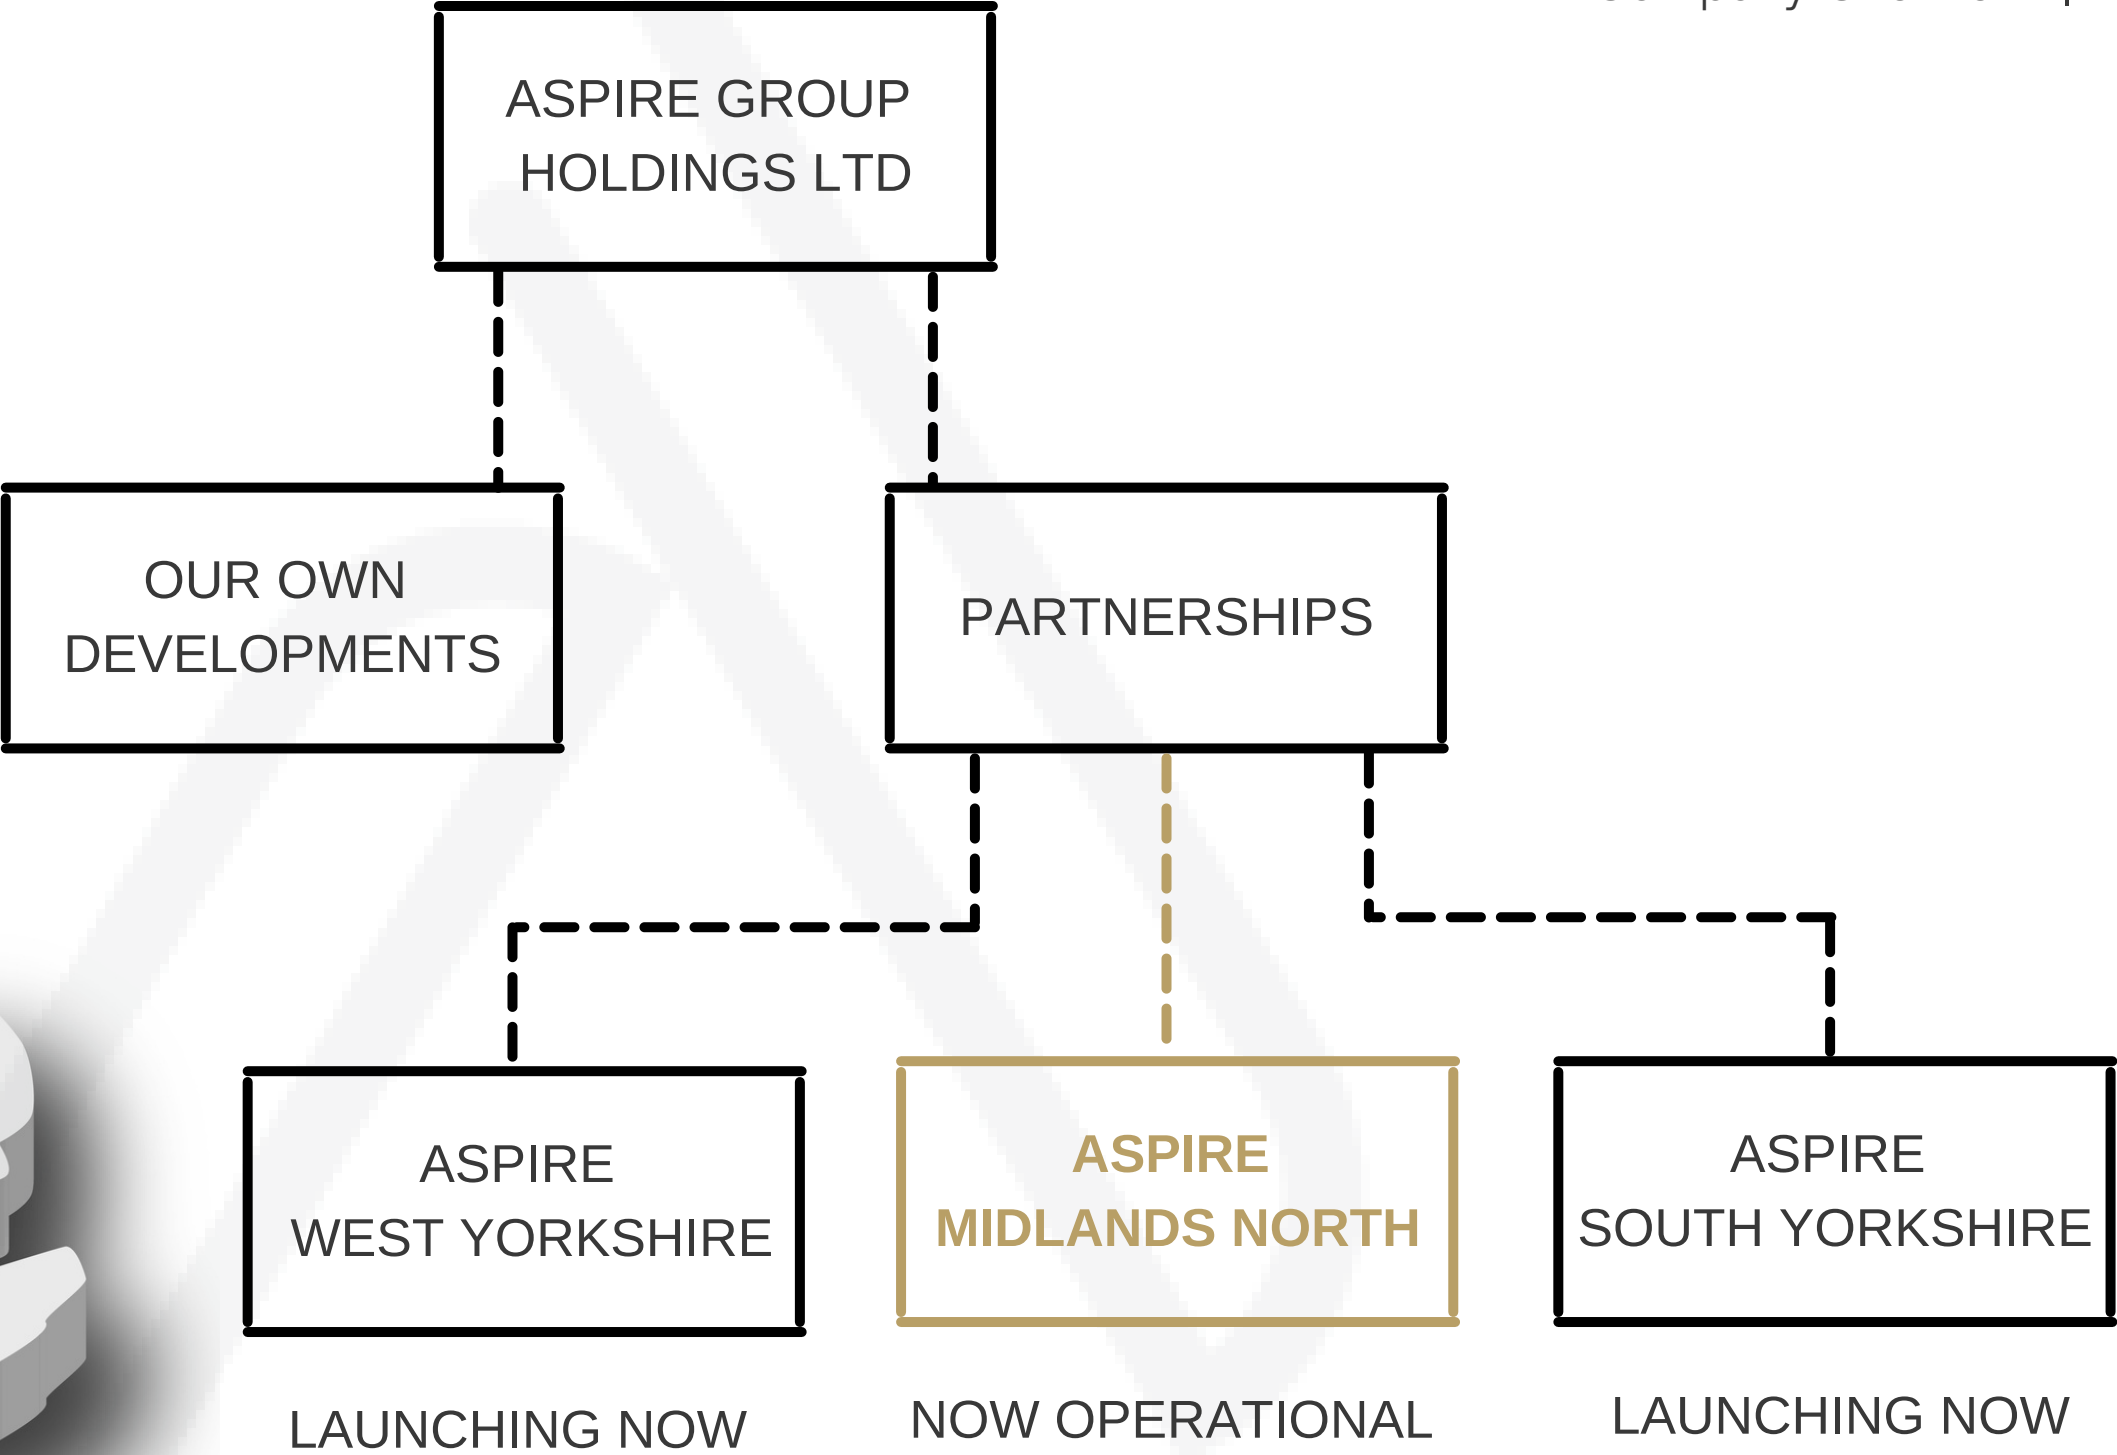 ASPIRE GROUP
HOLDINGS LTD
OUR OWN
DEVELOPMENTS
PARTNERSHIPS
ASPIRE
WEST YORKSHIRE
ASPIRE
MIDLANDS NORTH
ASPIRE
SOUTH YORKSHIRE
LAUNCHING NOW
NOW OPERATIONAL
LAUNCHING NOW